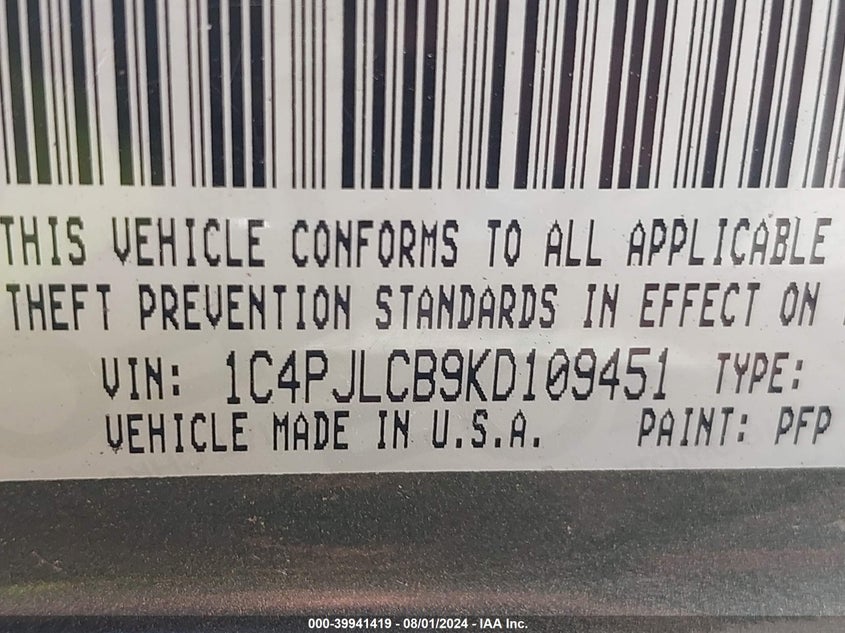 THIS VEHICLE CONFORMS TO ALL APPLICABLE
THEFT PREVENTION STANDARDS IN EFFECT ON
VIN: 1C4PJLCB9KD109451 TYPE:
VEHICLE MADE IN U.S.A. PAINT: PFP
000-39941419 - 08/01/2024 - IAA Inc.